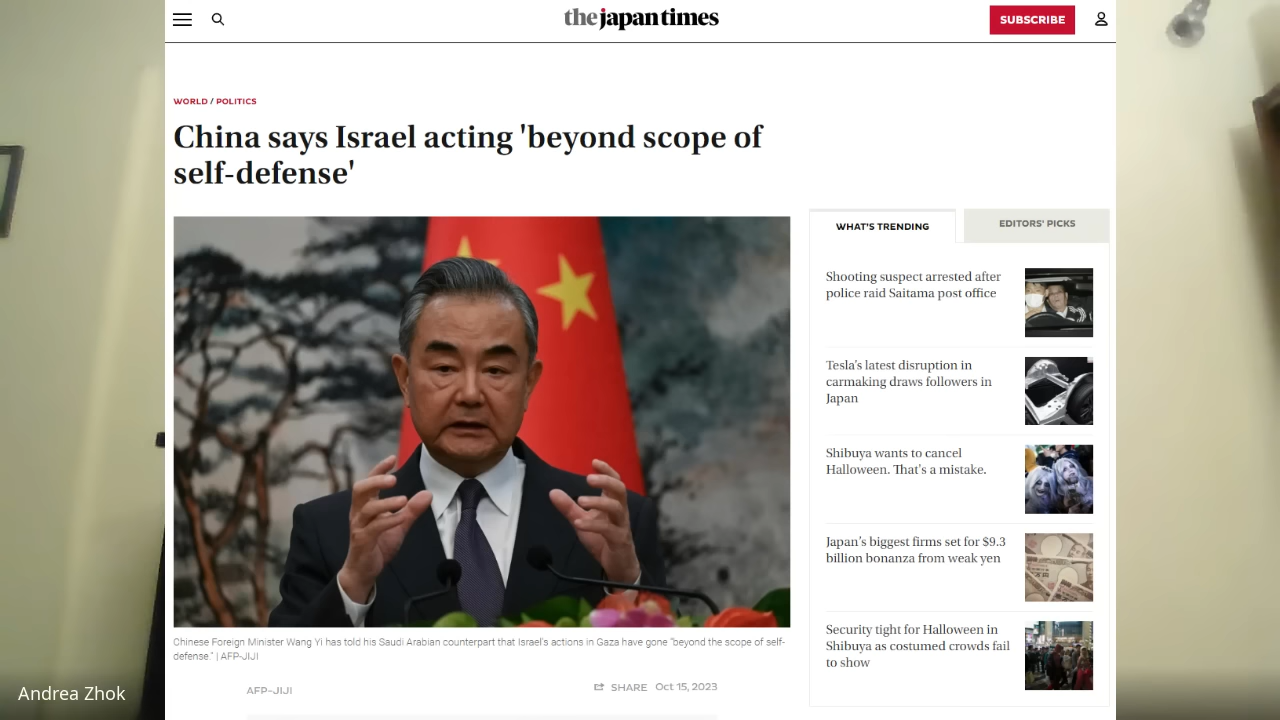 the japan times
SUBSCRIBE
WORLD / POLITICS
China says Israel acting 'beyond scope of
self-defense'
WHAT'S TRENDING
EDITORS' PICKS
Shooting suspect arrested after
police raid Saitama post office
Tesla's latest disruption in
carmaking draws followers in
Japan
Shibuya wants to cancel
Halloween. That's a mistake.
Japan's biggest firms set for $9.3
billion bonanza from weak yen
Security tight for Halloween in
Shibuya as costumed crowds fail
to show
Chinese Foreign Minister Wang Yi has told his Saudi Arabian counterpart that Israel's actions in Gaza have gone "beyond the scope of self-
defense." | AFP-JIJI
AFP-JIJI
SHARE Oct 15, 2023
Andrea Zhok